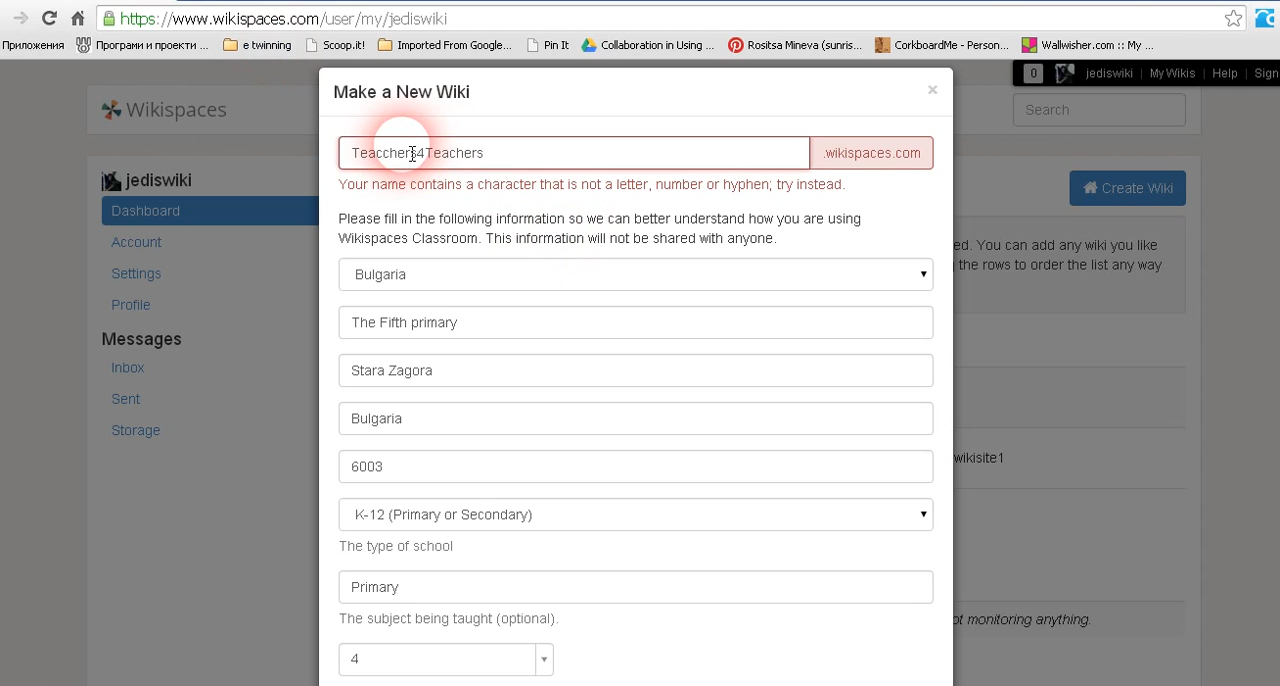 https://www.wikispaces.com/user/my/jediswiki
Приложения Програми и проекти ... e twinning Scoop.it! Imported From Google... Pin It Collaboration in Using ... Rositsa Mineva (sunris... CorkboardMe - Person... Wallwisher.com :: My ...
0 jediswiki My Wikis Help Sign
Wikispaces
Search
Make a New Wiki ×
Teacchers4Teachers .wikispaces.com
Your name contains a character that is not a letter, number or hyphen; try instead.
jediswiki
Create Wiki
Dashboard
Account
Settings
Profile
Messages
Inbox
Sent
Storage
Please fill in the following information so we can better understand how you are using
Wikispaces Classroom. This information will not be shared with anyone.
Bulgaria
The Fifth primary
Stara Zagora
Bulgaria
6003
K-12 (Primary or Secondary)
The type of school
Primary
The subject being taught (optional).
4
ed. You can add any wiki you like
the rows to order the list any way
wikisite1
ot monitoring anything.